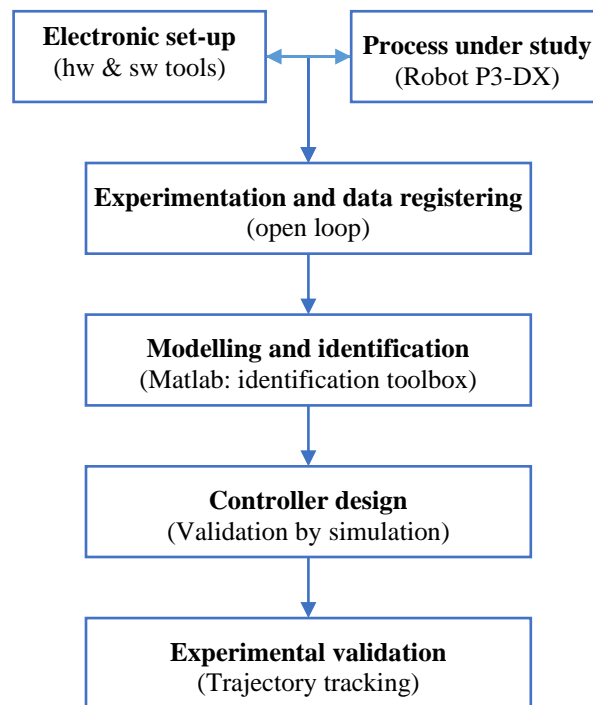 Electronic set-up
(hw & sw tools)
Process under study
(Robot P3-DX)
Experimentation and data registering
(open loop)
Modelling and identification
(Matlab: identification toolbox)
Controller design
(Validation by simulation)
Experimental validation
(Trajectory tracking)